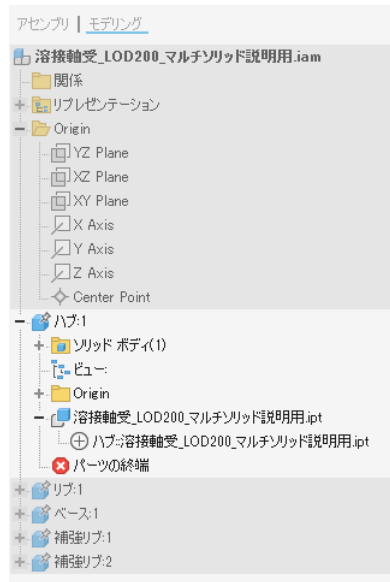 アセンブリ | モデリング
溶接軸受_LOD200_マルチソリッド説明用.iam
関係
リプレゼンテーション
Origin
YZ Plane
XZ Plane
XY Plane
X Axis
Y Axis
Z Axis
Center Point
ハブ:1
ソリッド ボディ(1)
ビュー:
Origin
溶接軸受_LOD200_マルチソリッド説明用.ipt
ハブ::溶接軸受_LOD200_マルチソリッド説明用.ipt
パーツの終端
リブ:1
ベース:1
補強リブ:1
補強リブ:2